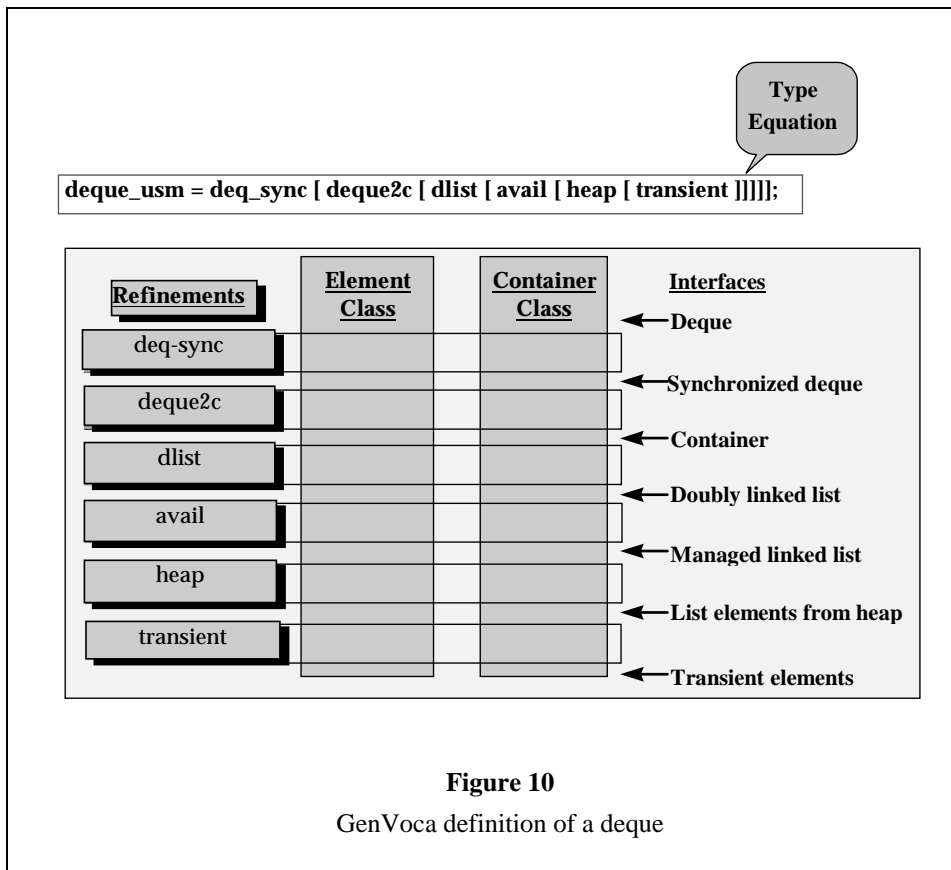 Type
Equation
deque_usm = deq_sync [ deque2c [ dlist [ avail [ heap [ transient ]]]]];
Refinements
Element
Class
Container
Class
Interfaces
Deque
deq-sync
Synchronized deque
deque2c
Container
dlist
Doubly linked list
avail
Managed linked list
heap
List elements from heap
transient
Transient elements
Figure 10
GenVoca definition of a deque